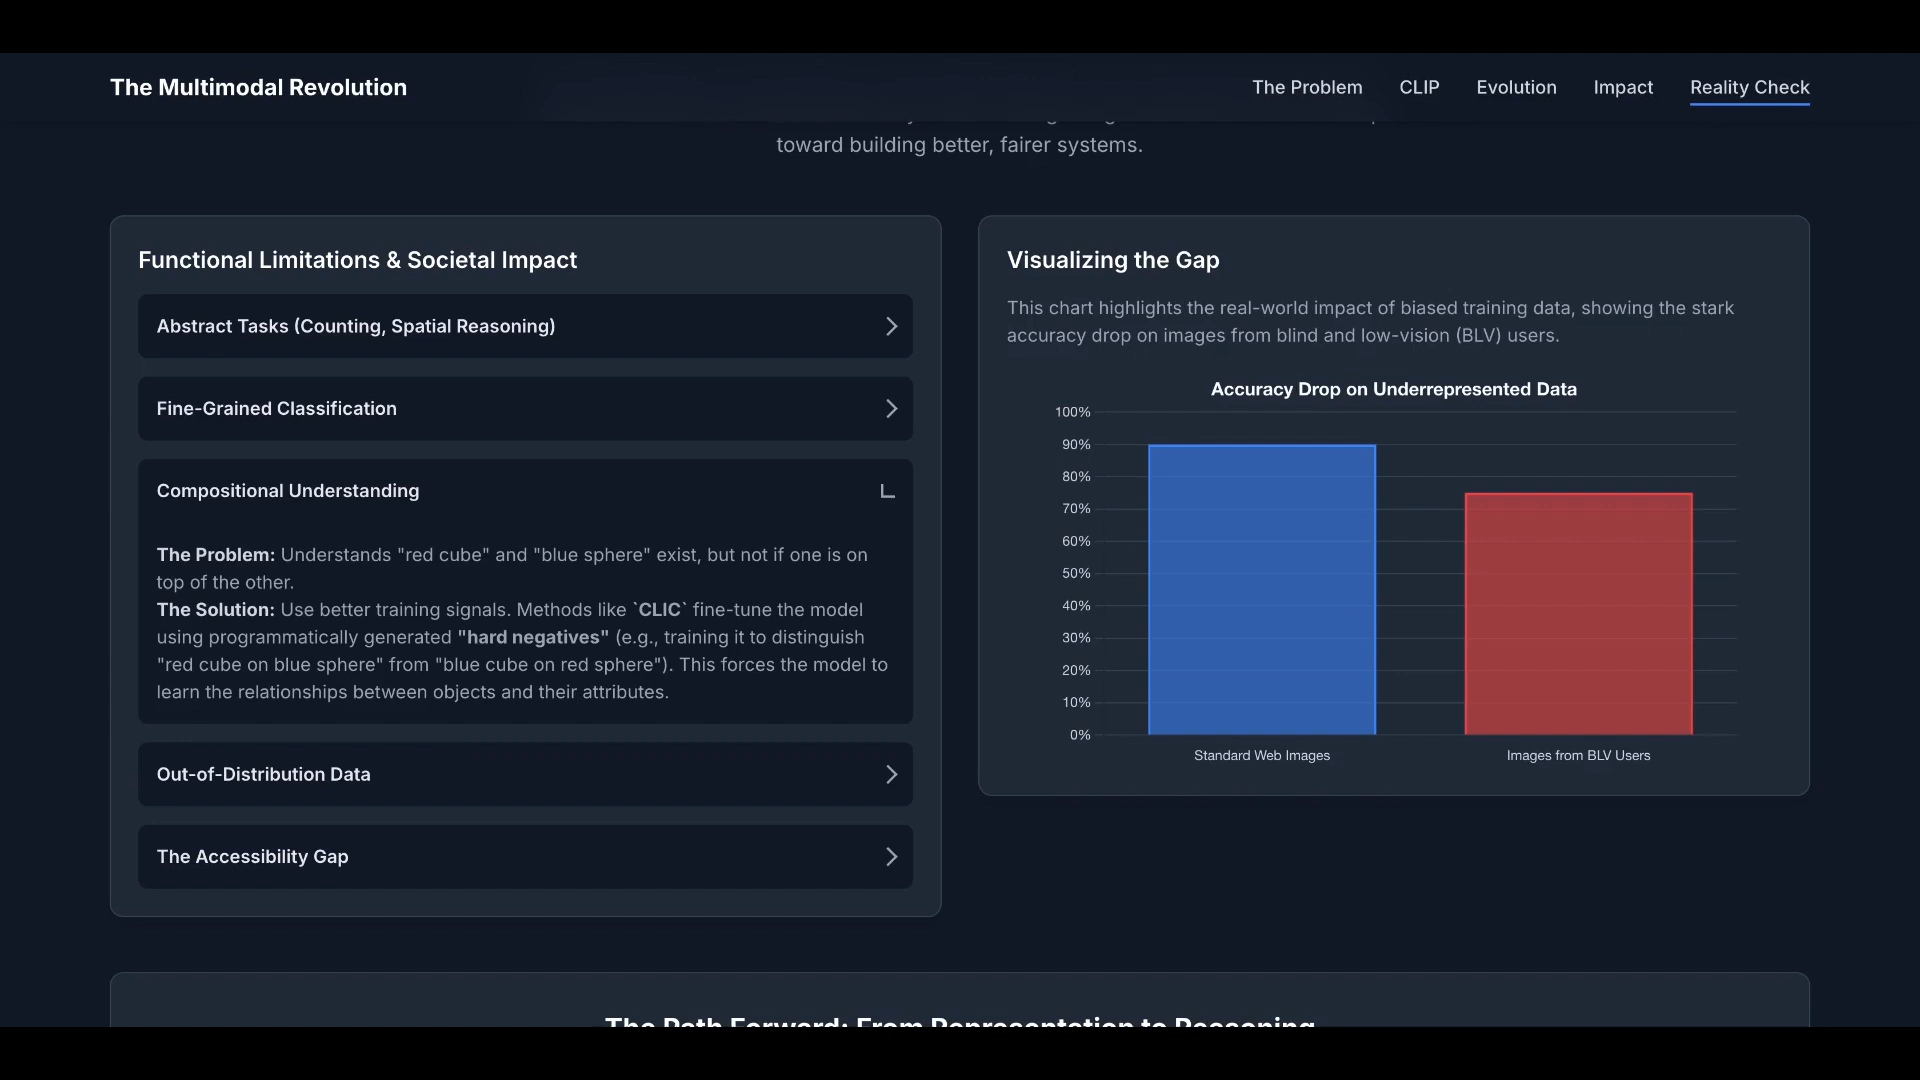 The Multimodal Revolution
The Problem
CLIP
Evolution
Impact
Reality Check
toward building better, fairer systems.
Functional Limitations & Societal Impact
Abstract Tasks (Counting, Spatial Reasoning)
Fine-Grained Classification
Compositional Understanding
The Problem: Understands "red cube" and "blue sphere" exist, but not if one is on
top of the other.
The Solution: Use better training signals. Methods like `CLIC` fine-tune the model
using programmatically generated "hard negatives" (e.g., training it to distinguish
"red cube on blue sphere" from "blue cube on red sphere"). This forces the model to
learn the relationships between objects and their attributes.
Out-of-Distribution Data
The Accessibility Gap
Visualizing the Gap
This chart highlights the real-world impact of biased training data, showing the stark
accuracy drop on images from blind and low-vision (BLV) users.
Accuracy Drop on Underrepresented Data
100%
90%
80%
70%
60%
50%
40%
30%
20%
10%
0%
Standard Web Images
Images from BLV Users
The Path Forward: From Representation to Reasoning